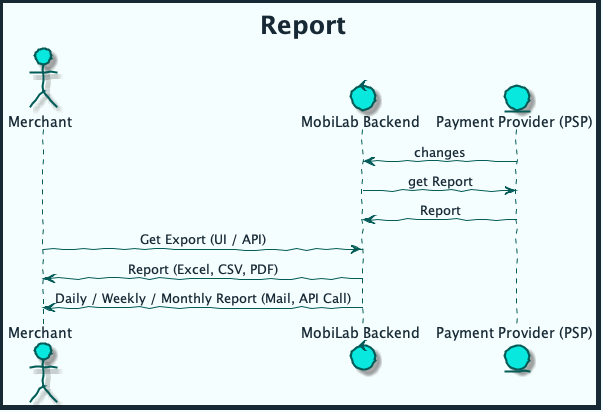 Report
Merchant
MobiLab Backend
Payment Provider (PSP)
changes
get Report
Report
Get Export (UI / API)
Report (Excel, CSV, PDF)
Daily / Weekly / Monthly Report (Mail, API Call)
Merchant
MobiLab Backend
Payment Provider (PSP)